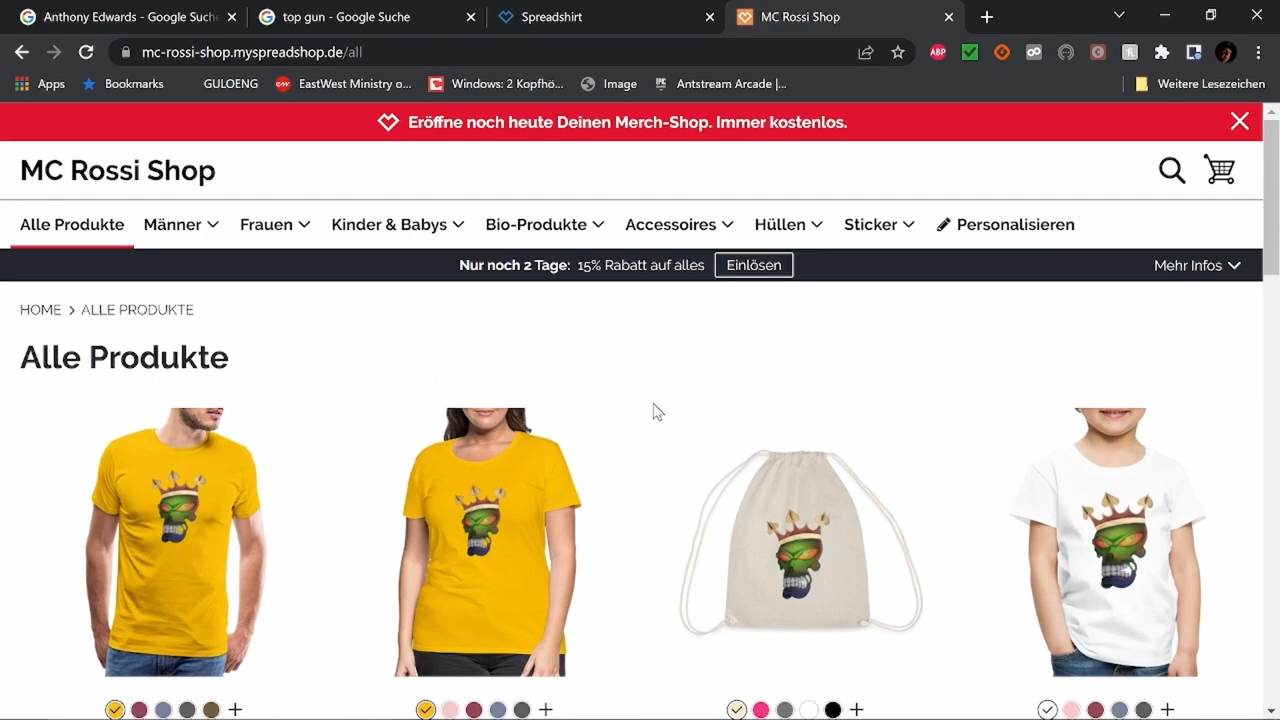 Anthony Edwards - Google Suche
top gun - Google Suche
Spreadshirt
MC Rossi Shop
mc-rossi-shop.myspreadshop.de/all
ABP
Apps
Bookmarks
GULOENG
EastWest Ministry o...
Windows: 2 Kopfhö...
Image
EPIC
Antstream Arcade |...
Weitere Lesezeichen
Eröffne noch heute Deinen Merch-Shop. Immer kostenlos.
MC Rossi Shop
Alle Produkte Männer Frauen Kinder & Babys Bio-Produkte Accessoires Hüllen Sticker Personalisieren
Nur noch 2 Tage: 15% Rabatt auf alles Einlösen Mehr Infos
HOME > ALLE PRODUKTE
Alle Produkte